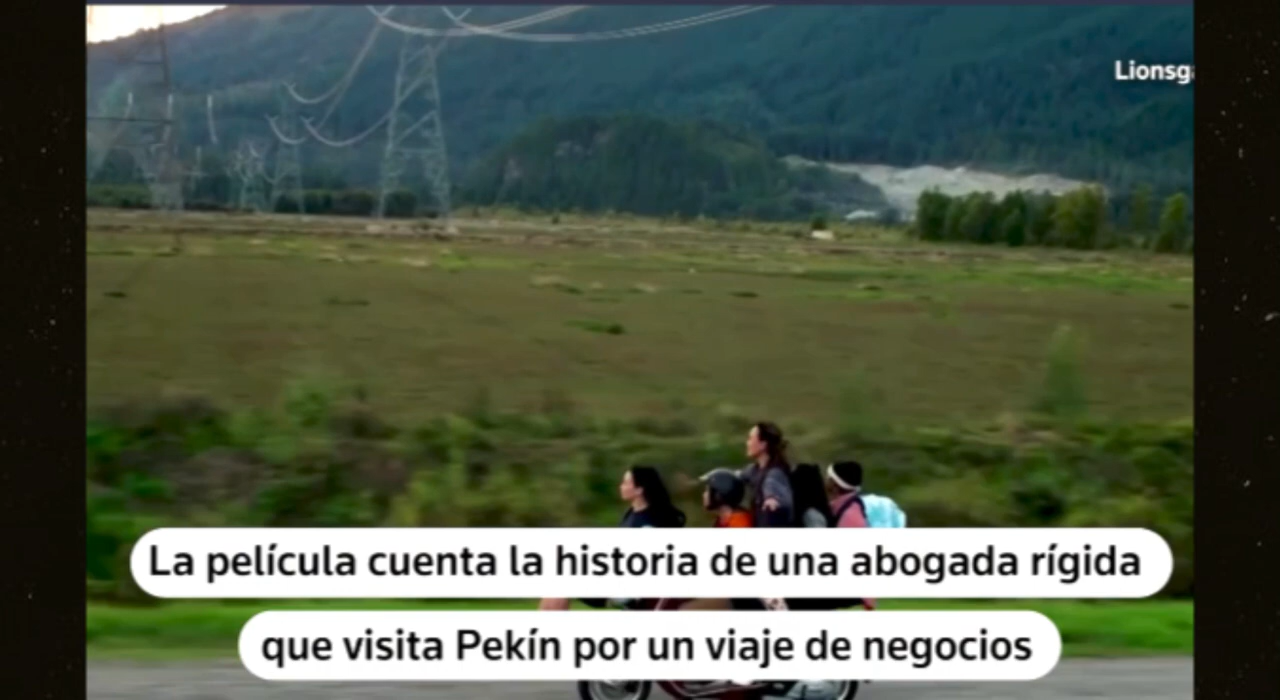 Lionsga
La película cuenta la historia de una abogada rígida
que visita Pekín por un viaje de negocios